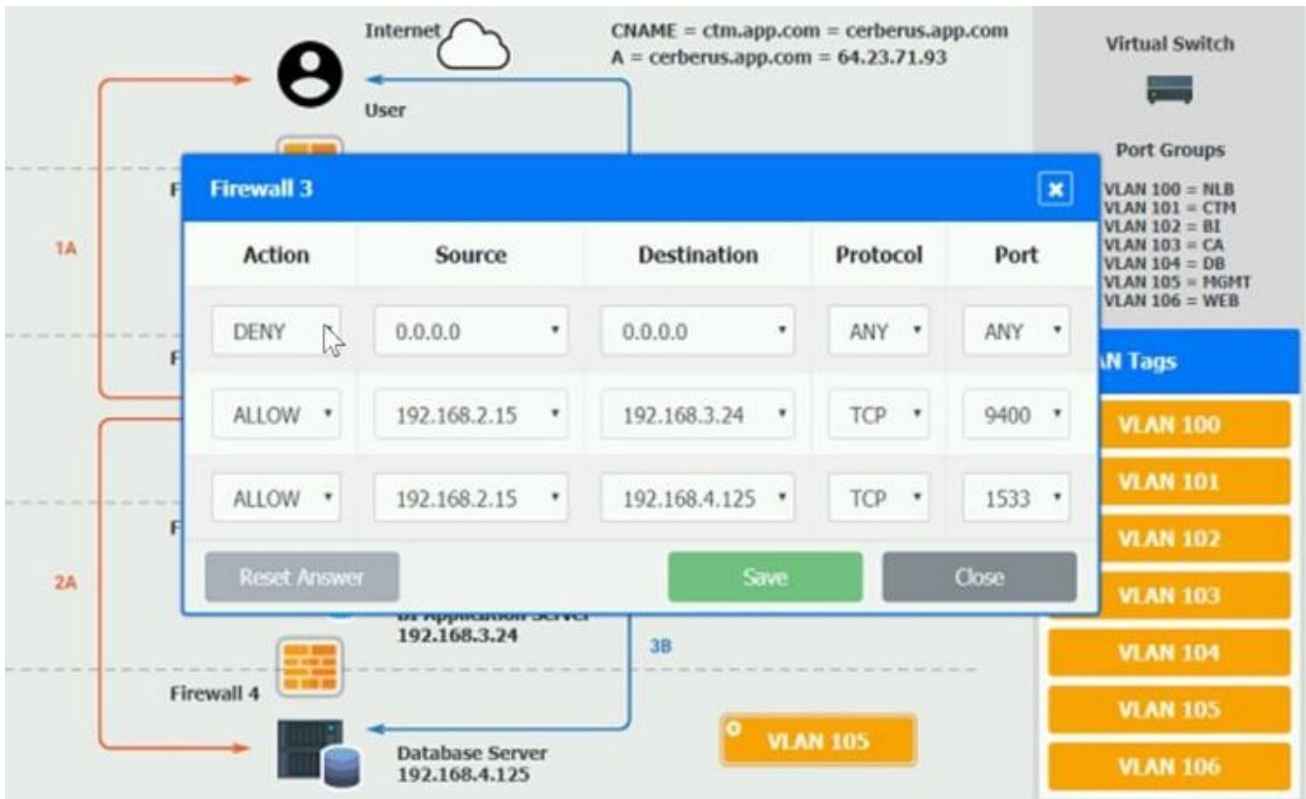 Internet
CNAME = ctm.app.com = cerberus.app.com
A = cerberus.app.com = 64.23.71.93
User
Virtual Switch
Port Groups
VLAN 100 = NLB
VLAN 101 = CTM
VLAN 102 = BI
VLAN 103 = CA
VLAN 104 = DB
VLAN 105 = MGMT
VLAN 106 = WEB
1A
Firewall 3
Action Source Destination Protocol Port
DENY 0.0.0.0 0.0.0.0 ANY ANY
ALLOW 192.168.2.15 192.168.3.24 TCP 9400
ALLOW 192.168.2.15 192.168.4.125 TCP 1533
Reset Answer Save Close
2A
BI Application Server
192.168.3.24
3B
Firewall 4
Database Server
192.168.4.125
VLAN 105
Tags
VLAN 100
VLAN 101
VLAN 102
VLAN 103
VLAN 104
VLAN 105
VLAN 106